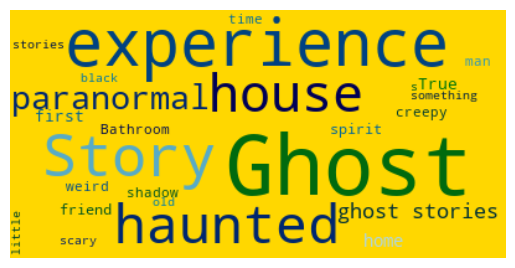 time
stories
experience
man
black
paranormal
house
sTrue
something
first
creepy
Bathroom
spirit
Story
Ghost
weird
shadow
old
friend
haunted
ghost stories
little
scary
home